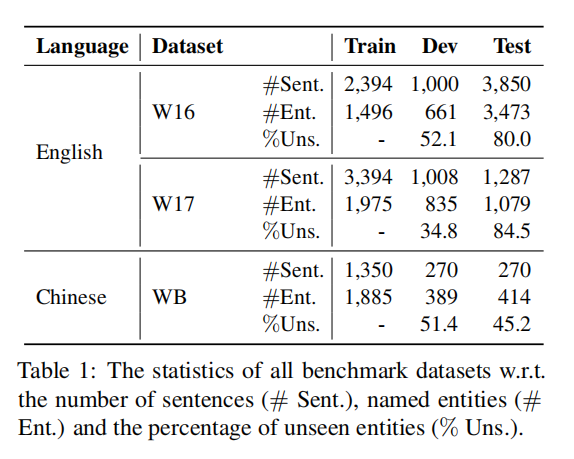 Language Dataset Train Dev Test
#Sent. 2,394 1,000 3,850
W16 #Ent. 1,496 661 3,473
%Uns. - 52.1 80.0
English
#Sent. 3,394 1,008 1,287
W17 #Ent. 1,975 835 1,079
%Uns. - 34.8 84.5
#Sent. 1,350 270 270
Chinese WB #Ent. 1,885 389 414
%Uns. - 51.4 45.2
Table 1: The statistics of all benchmark datasets w.r.t.
the number of sentences (# Sent.), named entities (#
Ent.) and the percentage of unseen entities (% Uns.).